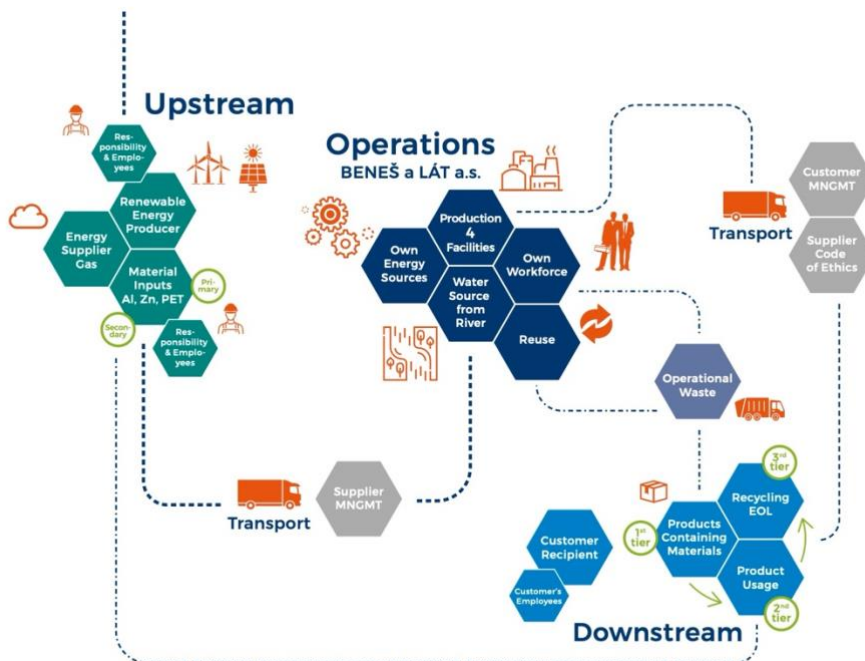 Upstream
Res-
ponsibility
& Emplo-
yees
Renewable
Energy
Producer
Energy
Supplier
Gas
Material
Inputs
Al, Zn, PET
Pri-
mary
Secon-
dary
Res-
ponsibility
& Emplo-
yees
Operations
BENEŠ a LÁT a.s.
Production
4
Facilities
Own
Energy
Sources
Own
Workforce
Water
Source
from
River
Reuse
Transport
Customer
MNGMT
Supplier
Code
of Ethics
Operational
Waste
Transport
Supplier
MNGMT
Customer
Recipient
Customer's
Employees
1st
tier
Products
Containing
Materials
3rd
tier
Recycling
EOL
Product
Usage
2nd
tier
Downstream